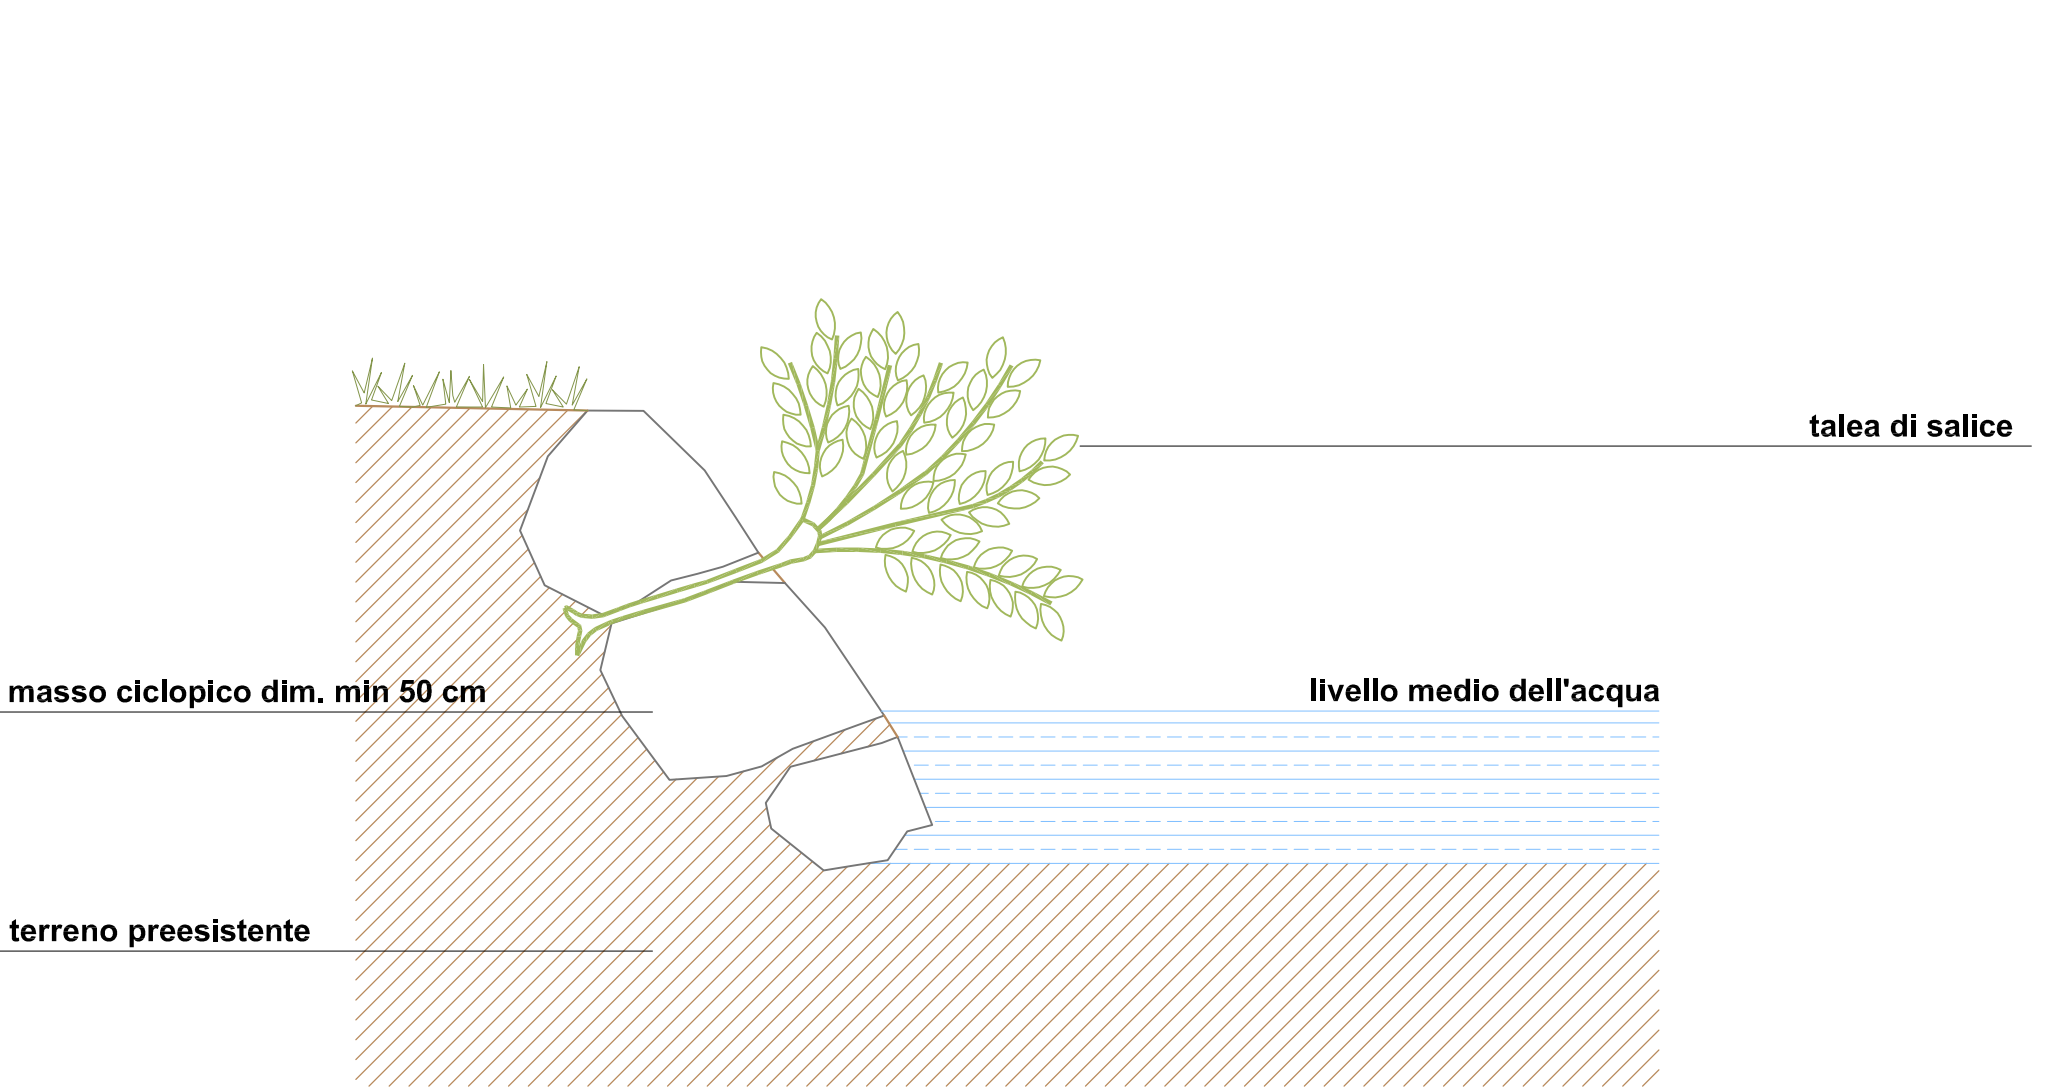 talea di salice
masso ciclopico dim. min 50 cm
livello medio dell'acqua
terreno preesistente